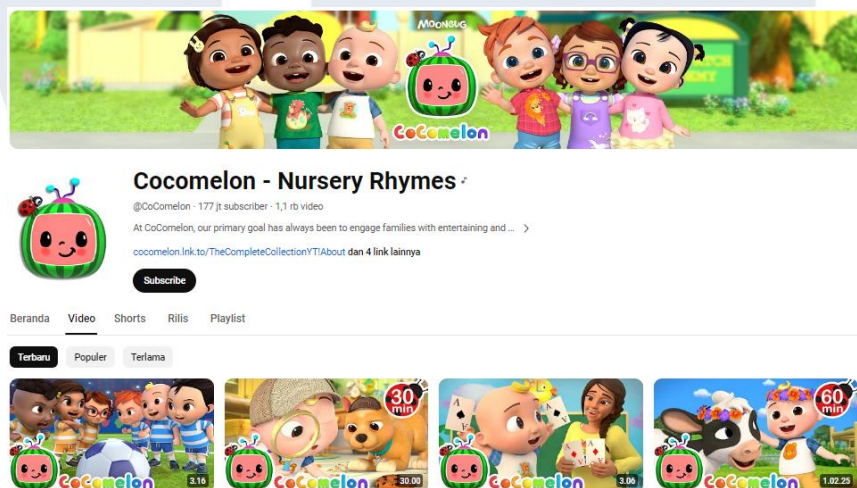 MOONBUG
CoComelon
Cocomelon - Nursery Rhymes
@CoComelon · 177 jt subscriber · 1,1 rb video
At CoComelon, our primary goal has always been to engage families with entertaining and ...
cocomelon.lnk.to/TheCompleteCollectionYT!About dan 4 link lainnya
Subscribe
Beranda Video Shorts Rilis Playlist
Terbaru Populer Terlama
30 min 60 min
A A A A
CoComelon 3.16 CoComelon 30.00 CoComelon 3.06 CoComelon 1.02.25